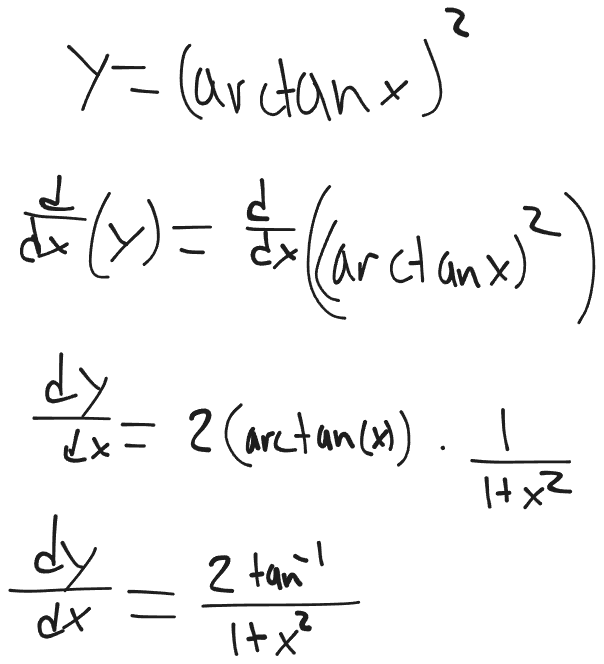 y = (arctan x)²
d/dx (y) = d/dx ((arctan x)²)
dy/dx = 2(arctan(x)) · 1/(1+x²)
dy/dx = 2 tan⁻¹/(1+x²)